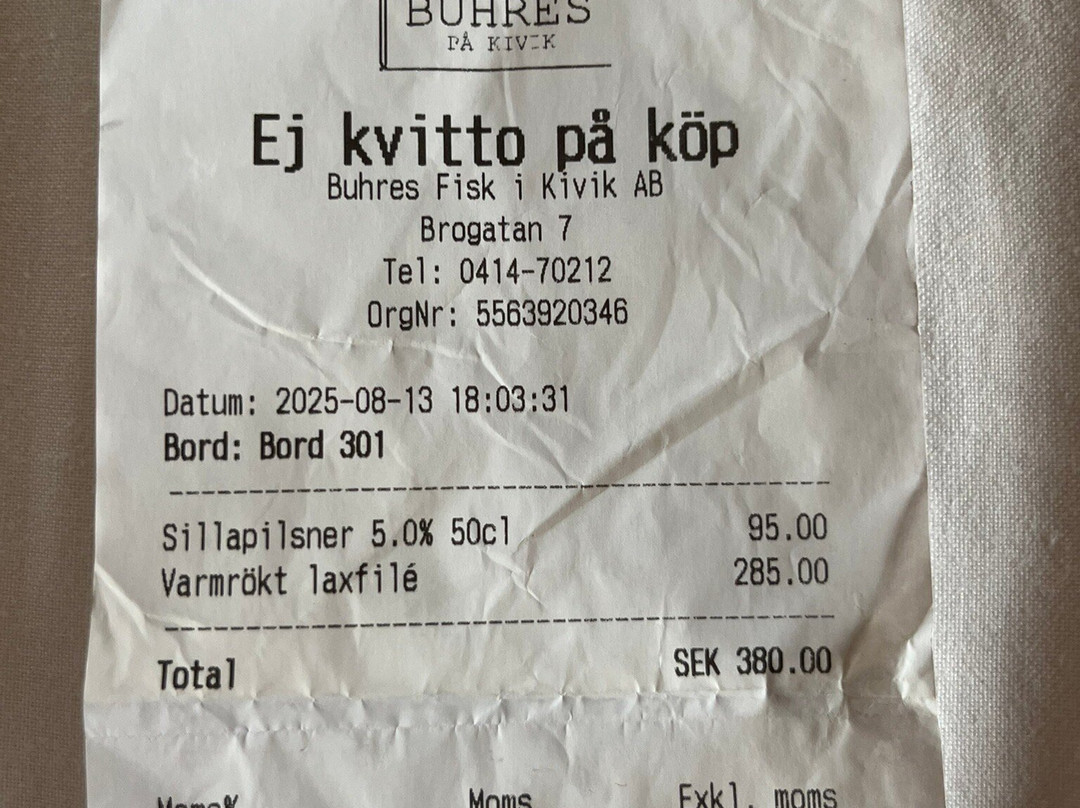 BUHRES
PÅ KIVIK
Ej kvitto på köp
Buhres Fisk i Kivik AB
Brogatan 7
Tel: 0414-70212
OrgNr: 5563920346
Datum: 2025-08-13 18:03:31
Bord: Bord 301
Sillapilsner 5.0% 50cl 95.00
Varmrökt laxfilé 285.00
Total SEK 380.00
Moms% Moms Exkl. moms